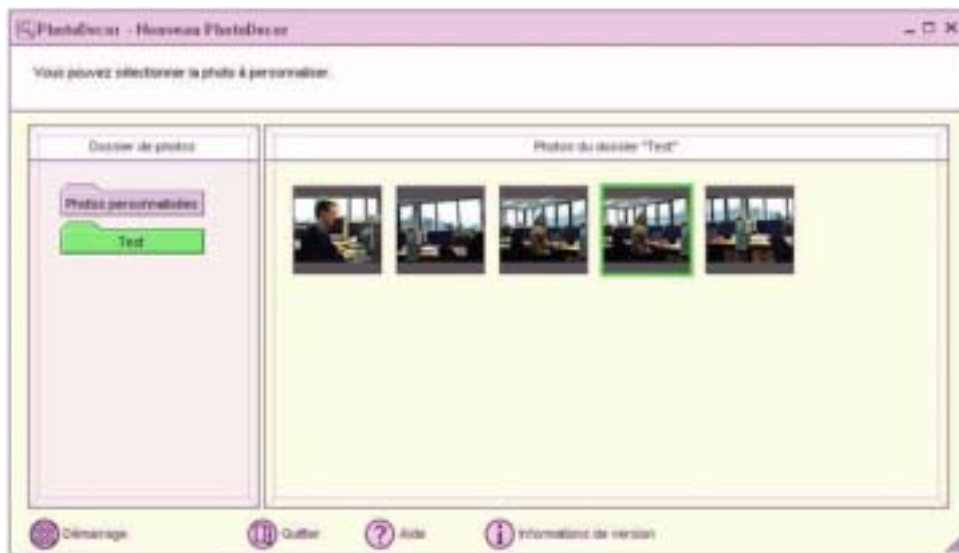 PhotoDecor - Nouveau PhotoDecor
Vous pouvez sélectionner la photo à personnaliser.
Dossier de photos
Photos du dossier "Test"
Photos personnalisées
Test
Démarrage
Quitter
Aide
Informations de version